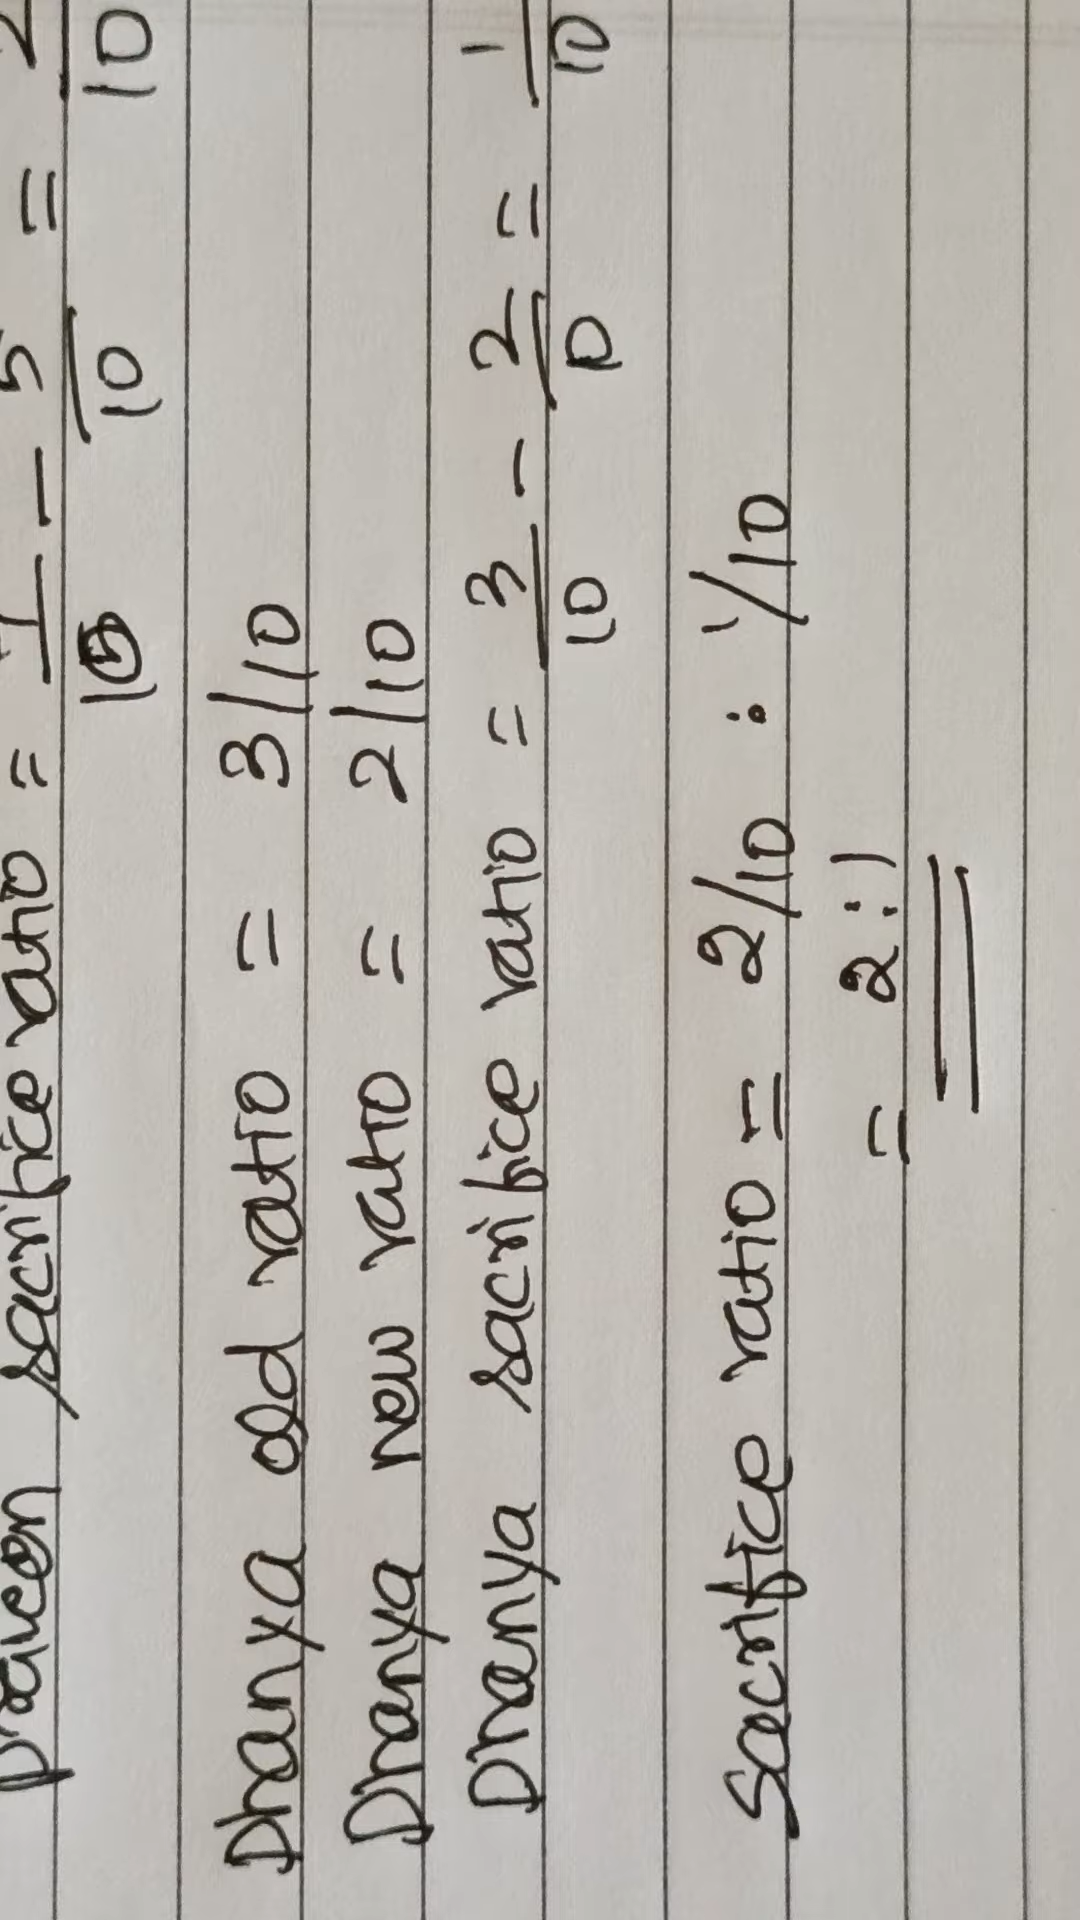 Praveen sacrifice ratio = 7/10 - 5/10 = 2/10
Dhanya old ratio = 3/10
Dhanya new ratio = 2/10
Dhanya sacrifice ratio = 3/10 - 2/10 = 1/10
Sacrifice ratio = 2/10 : 1/10
= 2:1